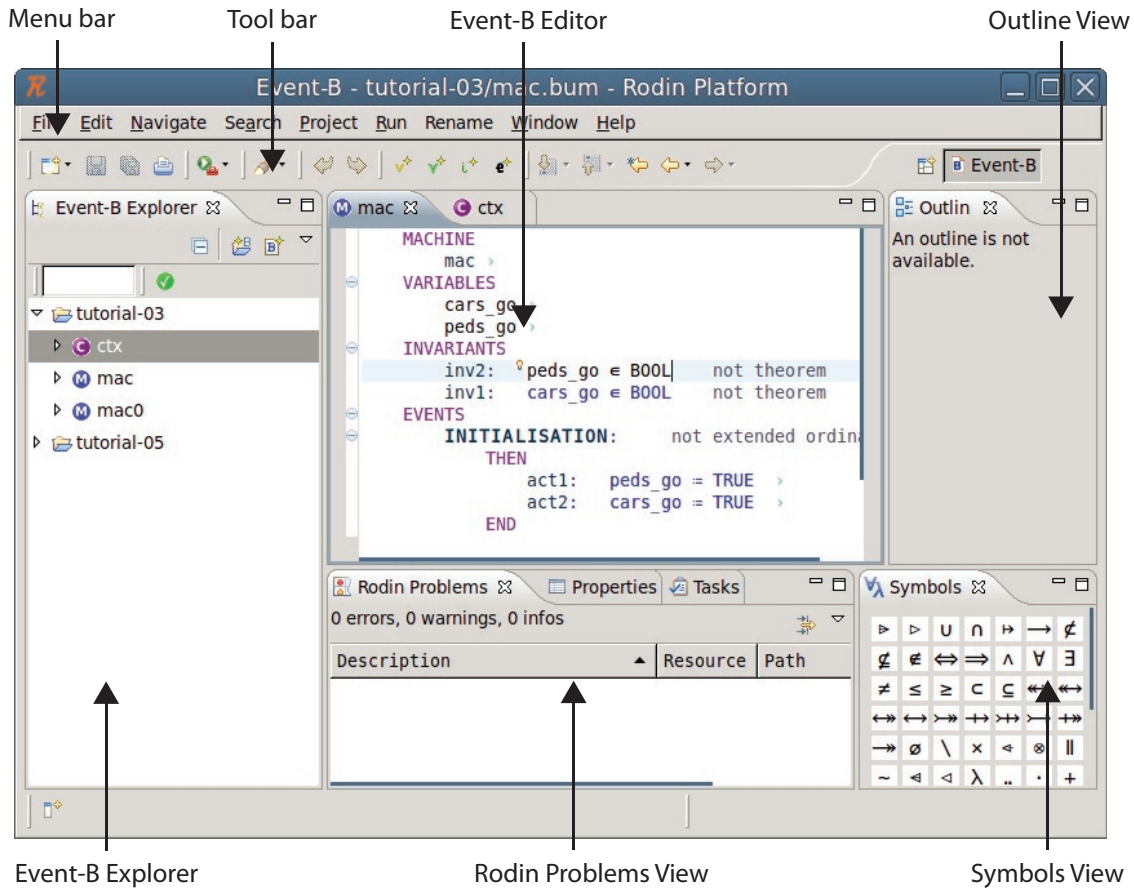 Menu bar Tool bar Event-B Editor Outline View
Event-B - tutorial-03/mac.bum - Rodin Platform
File Edit Navigate Search Project Run Rename Window Help
Event-B
Event-B Explorer
tutorial-03
ctx
mac
mac0
tutorial-05
mac ctx
MACHINE
mac
VARIABLES
cars_go
peds_go
INVARIANTS
inv2: peds_go ∈ BOOL not theorem
inv1: cars_go ∈ BOOL not theorem
EVENTS
INITIALISATION: not extended ordina
THEN
act1: peds_go ≔ TRUE
act2: cars_go ≔ TRUE
END
Outlin
An outline is not
available.
Rodin Problems Properties Tasks
0 errors, 0 warnings, 0 infos
Description Resource Path
Symbols
⩥ ▷ ∪ ∩ ↦ → ⊄
⊈ ∉ ⇔ ⇒ ∧ ∀ ∃
≠ ≤ ≥ ⊂ ⊆
∅ \ × ⊗ ∥
∼ ⩤ ◁ λ ‥ · +
Event-B Explorer Rodin Problems View Symbols View